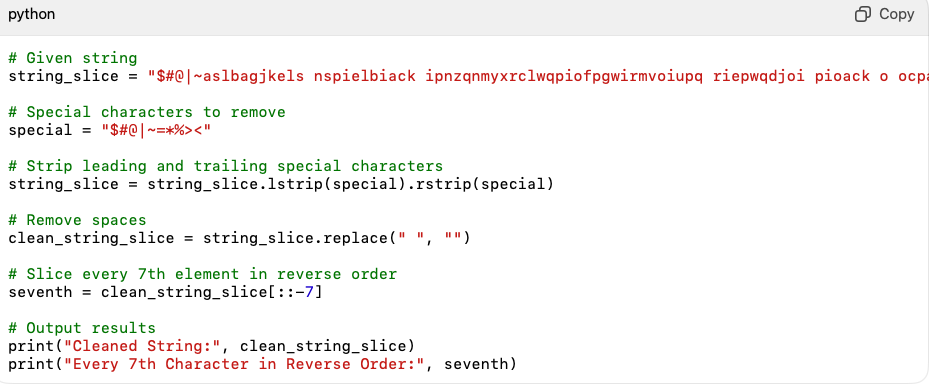 python Copy
# Given string
string_slice = "$#@|~aslbagjkels nspielbiack ipnzqnmyxrclwqpiofpgwirmvoiupq riepwqdjoi pioack o ocpa
# Special characters to remove
special = "$#@|~=*%><"
# Strip leading and trailing special characters
string_slice = string_slice.lstrip(special).rstrip(special)
# Remove spaces
clean_string_slice = string_slice.replace(" ", "")
# Slice every 7th element in reverse order
seventh = clean_string_slice[::-7]
# Output results
print("Cleaned String:", clean_string_slice)
print("Every 7th Character in Reverse Order:", seventh)